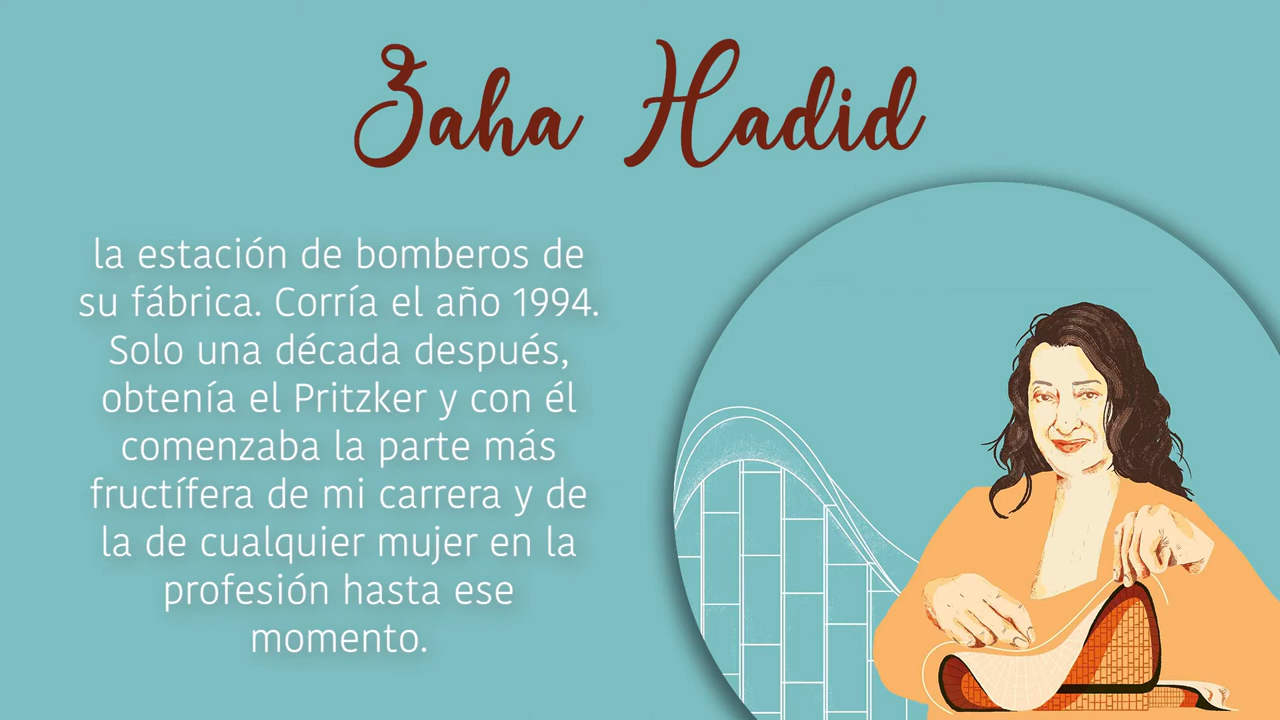 Zaha Hadid
la estación de bomberos de
su fábrica. Corría el año 1994.
Solo una década después,
obtenía el Pritzker y con él
comenzaba la parte más
fructífera de mi carrera y de
la de cualquier mujer en la
profesión hasta ese
momento.